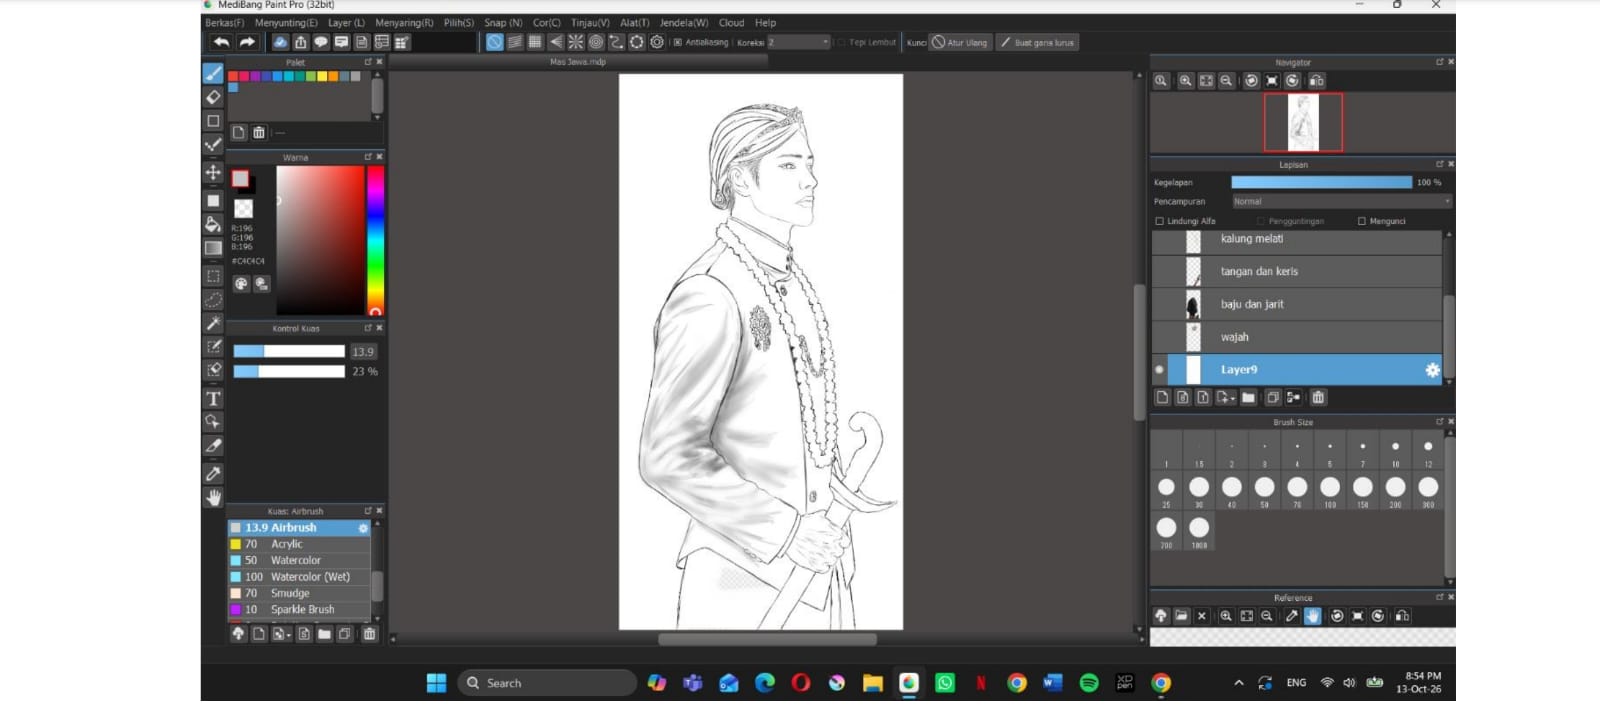 MediBang Paint Pro (32bit)
Berkas(F) Menyunting(E) Layer (L) Menyaring(R) Pilih(S) Snap (N) Cor(C) Tinjau(V) Alat(T) Jendela(W) Cloud Help
Antialiasing Koreksi 2 Tepi Lembut Kunci Atur Ulang Buat garis lurus
Palet
Mas Jawa.mdp
Navigator
---
Warna
R:196
G:196
B:196
#C4C4C4
Kontrol Kuas
13.9
23 %
Kuas: Airbrush
13.9 Airbrush
70 Acrylic
50 Watercolor
100 Watercolor (Wet)
70 Smudge
10 Sparkle Brush
Lapisan
Kegelapan 100 %
Pencampuran Normal
Lindungi Alfa Pengguntingan Mengunci
kalung melati
tangan dan keris
baju dan jarit
wajah
Layer9
Brush Size
1 1.5 2 3 4 5 7 10 12
25 30 40 50 70 100 150 200 300
700 1000
Reference
Search
ENG
8:54 PM
13-Oct-26